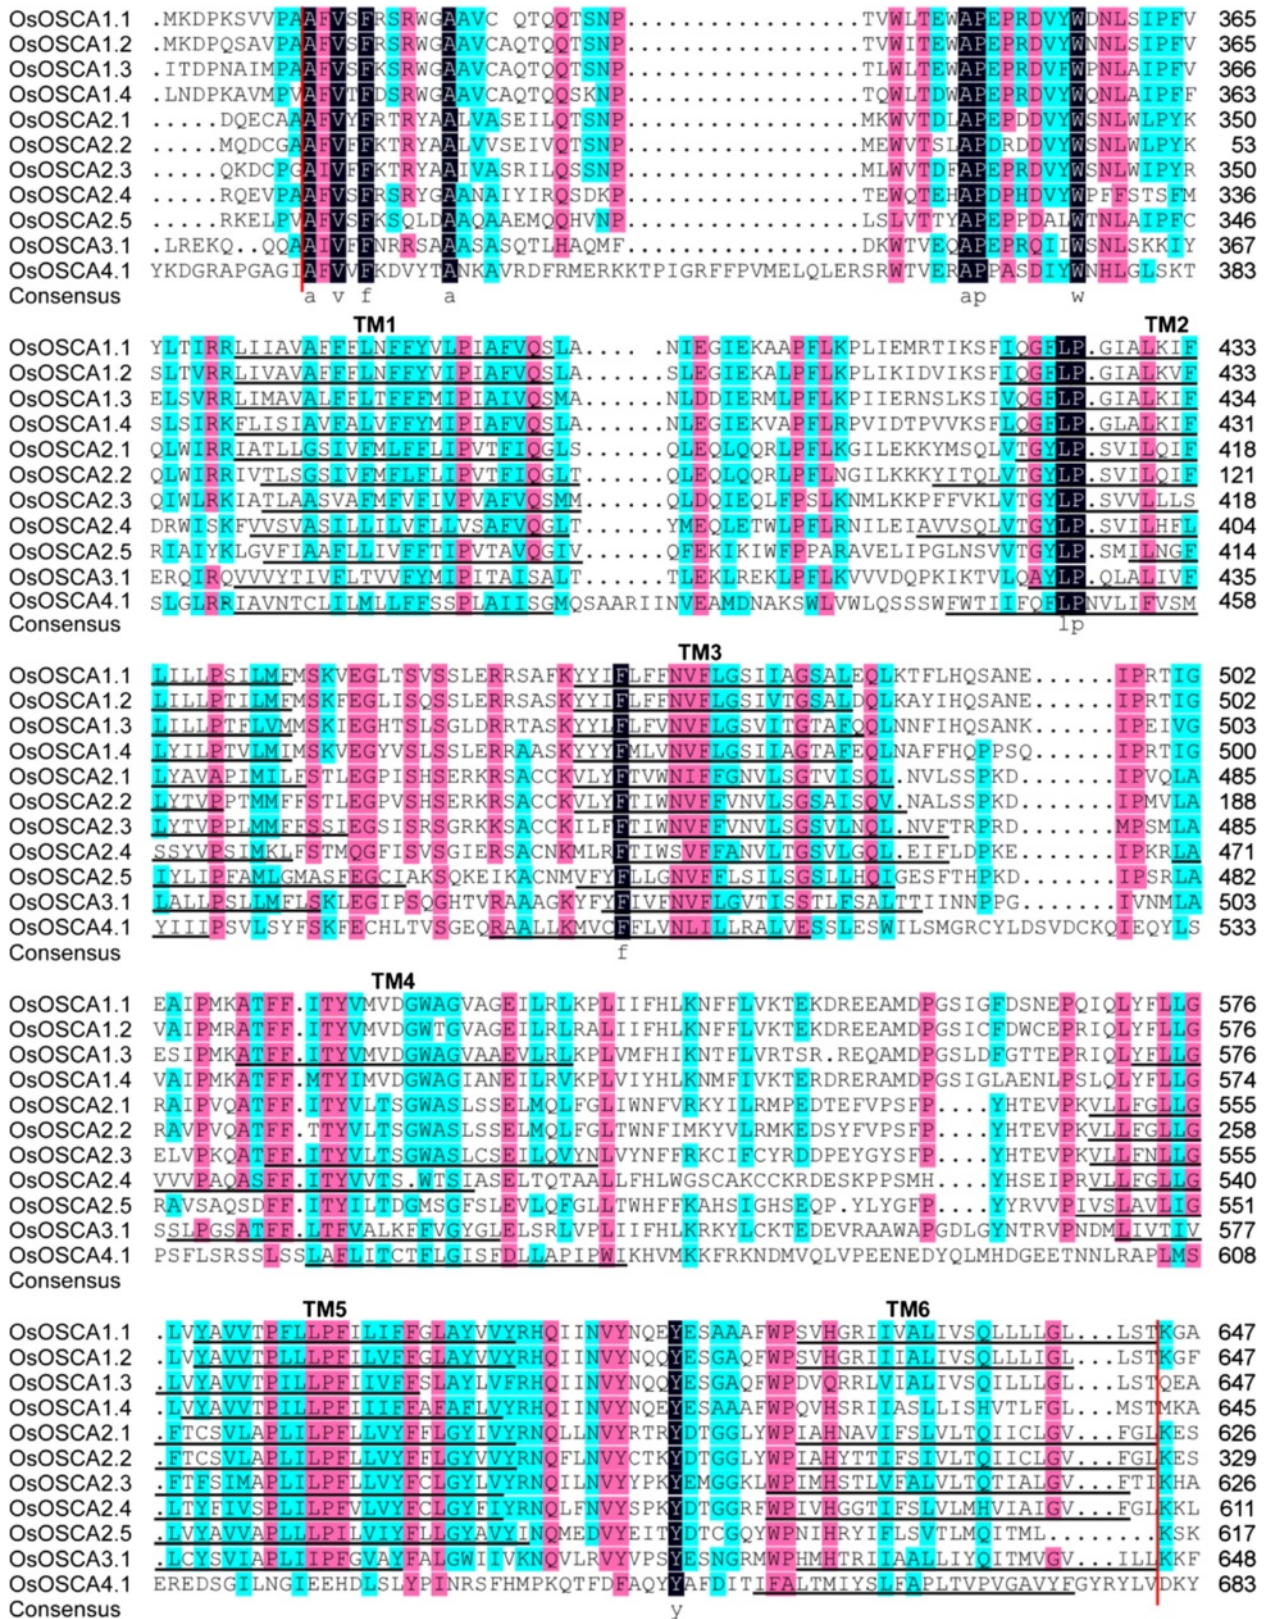 OsOSCA1.1 .MKDPKSVVPAAFVSFRSRWGAAVC QTQQTSNP.................TVWLTEWAPEPRDVYWDNLSIPFV 365
OsOSCA1.2 .MKDPQSAVPAAFVSFRSRWGAAVCAQTQQTSNP.................TVWITEWAPEPRDVYWNNLSIPFV 365
OsOSCA1.3 .ITDPNAIMPAAFVSFKSRWGAAVCAQTQQTSNP.................TLWLTEWAPEPRDVFWPNLAIPFV 366
OsOSCA1.4 .LNDPKAVMPVAFVTFDSRWGAAVCAQTQQSKNP.................TQWLTDWAPEPRDVYWQNLAIPFF 363
OsOSCA2.1 .....DQECAAAFVYFRTRYAALVASEILQTSNP.................MKWVTDLAPEPDDVYWSNLWLPYK 350
OsOSCA2.2 .....MQDCGAAFVFFKTRYAALVVSEIVQTSNP.................MEWVTSLAPDRDDVYWSNLWLPYK 53
OsOSCA2.3 .....QKDCPGAIVFFKTRYAAIVASRILQSSNP.................MLWVTDFAPEPRDVYWSNLWIPYR 350
OsOSCA2.4 .....RQEVPAAFVSFRSRYGAANAIYIRQSDKP.................TEWQTEHAPDPHDVYWPFFSTSFM 336
OsOSCA2.5 .....RKELPVAFVSFKSQLDAAQAAEMQQHVNP.................LSLVTTYAPEPPDALWTNLAIPFC 346
OsOSCA3.1 .LREKQ..QQAAIVFFNRRSAAASASQTLHAQMF.................DKWTVEQAPEPRQIIWSNLSKKIY 367
OsOSCA4.1 YKDGRAPGAGIAFVVFKDVYTANKAVRDFRMERKKTPIGRFFPVMELQLERSRWTVERAPPASDIYWNHLGLSKT 383
Consensus a v f a ap w
TM1 TM2
OsOSCA1.1 YLTIRRLIIAVAFFFLNFFYVLPIAFVQSLA......NIEGIEKAAPFLKPLIEMRTIKSFIQGFLP.GIALKIF 433
OsOSCA1.2 SLTVRRLIVAVAFFFLNFFYVIPIAFVQSLA......SLEGIEKALPFLKPLIKIDVIKSFIQGFLP.GIALKVF 433
OsOSCA1.3 ELSVRRLIMAVALFFLTFFFMIPIAIVQSMA......NLDDIERMLPFLKPIIERNSLKSIVQGFLP.GIALKIF 434
OsOSCA1.4 SLSIRKFLISIAVFALVFFYMIPIAFVQSLA......NLEGIEKVAPFLRPVIDTPVVKSFLQGFLP.GLALKIF 431
OsOSCA2.1 QLWIRRIATLLGSIVFMLFFLIPVTFIQGLS......QLEQLQQRLPFLKGILEKKYMSQLVTGYLP.SVILQIF 418
OsOSCA2.2 QLWIRRIVTLSGSIVFMFLFLIPVTFIQGLT......QLEQLQQRLPFLNGILKKKYITQLVTGYLP.SVILQIF 121
OsOSCA2.3 QIWLRKIATLAASVAFMFVFIVPVAFVQSMM......QLDQIEQLFPSLKNMLKKPFFVKLVTGYLP.SVVLLLS 418
OsOSCA2.4 DRWISKFVVSVASILLILVFLLVSAFVQGLT......YMEQLETWLPFLRNILEIAVVSQLVTGYLP.SVILHFL 404
OsOSCA2.5 RIAIYKLGVFIAAFLLIVFFTIPVTAVQGIV......QFEKIKIWFPPARAVELIPGLNSVVTGYLP.SMILNGF 414
OsOSCA3.1 ERQIRQVVVYTIVFLTVVFYMIPITAISALT......TLEKLREKLPFLKVVVDQPKIKTVLQAYLP.QLALIVF 435
OsOSCA4.1 SLGLRRIAVNTCLILMLLFFSSPLAIISGMQSAARIINVEAMDNAKSWLVWLQSSSWFWTIIFQFLPNVLIFVSM 458
Consensus lp
TM3
OsOSCA1.1 LILLPSILMFMSKVEGLTSVSSLERRSAFKYYIFLFFNVFLGSIIAGSALEQLKTFLHQSANE......IPRTIG 502
OsOSCA1.2 LILLPTILMFMSKFEGLISQSSLERRSASKYYIFLFFNVFLGSIVTGSALDQLKAYIHQSANE......IPRTIG 502
OsOSCA1.3 LILLPTFLVMMSKIEGHTSLSGLDRRTASKYYLFLFVNVFLGSIVTGTAFQQLNNFIHQSANK......IPEIVG 503
OsOSCA1.4 LYILPTVLMIMSKVEGYVSLSSLERRAASKYYYFMLVNVFLGSIIAGTAFEQLNAFFHQPPSQ......IPRTIG 500
OsOSCA2.1 LYAVAPIMILFSTLEGPISHSERKRSACCKVLYFTVWNIFFGNVLSGTVISQL.NVLSSPKD.......IPVQLA 485
OsOSCA2.2 LYTVPPTMMFFSTLEGPVSHSERKRSACCKVLYFTIWNVFFVNVLSGSAISQV.NALSSPKD.......IPMVLA 188
OsOSCA2.3 LYTVPPLMMFFSSIEGSISRSGRKKSACCKILFFTIWNVFFVNVLSGSVLNQL.NVFTRPRD.......MPSMLA 485
OsOSCA2.4 SSYVPSIMKLFSTMQGFISVSGIERSACNKMLRFTIWSVFFANVLTGSVLGQL.EIFLDPKE.......IPKRLA 471
OsOSCA2.5 IYLIPFAMLGMASFEGCIAKSQKEIKACNMVFYFLLGNVFFLSILSGSLLHQIGESFTHPKD.......IPSRLA 482
OsOSCA3.1 LALLPSLLMFLSKLEGIPSQGHTVRAAAGKYFYFIVFNVFLGVTISSTLFSALTTIINNPPG.......IVNMLA 503
OsOSCA4.1 YIIIPSVLSYFSKFECHLTVSGEQRAALLKMVCFFLVNLILLRALVESSLESWILSMGRCYLDSVDCKQIEQYLS 533
Consensus f
TM4
OsOSCA1.1 EAIPMKATFF.ITYVMVDGWAGVAGEILRLKPLIIFHLKNFFLVKTEKDREEAMDPGSIGFDSNEPQIQLYFLLG 576
OsOSCA1.2 VAIPMRATFF.ITYVMVDGWTGVAGEILRLRALIIFHLKNFFLVKTEKDREEAMDPGSICFDWCEPRIQLYFLLG 576
OsOSCA1.3 ESIPMKATFF.ITYVMVDGWAGVAAEVLRLKPLVMFHIKNTFLVRTSR.REQAMDPGSLDFGTTEPRIQLYFLLG 576
OsOSCA1.4 VAIPMKATFF.MTYIMVDGWAGIANEILRVKPLVIYHLKNMFIVKTERDRERAMDPGSIGLAENLPSLQLYFLLG 574
OsOSCA2.1 RAIPVQATFF.ITYVLTSGWASLSSELMQLFGLIWNFVRKYILRMPEDTEFVPSFP....YHTEVPKVLLFGLLG 555
OsOSCA2.2 RAVPVQATFF.TTYVLTSGWASLSSELMQLFGLTWNFIMKYVLRMKEDSYFVPSFP....YHTEVPKVLLFGLLG 258
OsOSCA2.3 ELVPKQATFF.ITYVLTSGWASLCSEILQVYNLVYNFFRKCIFCYRDDPEYGYSFP....YHTEVPKVLLFNLLG 555
OsOSCA2.4 VVVPAQASFF.ITYVVTS.WTSIASELTQTAALLFHLWGSCAKCCKRDESKPPSMH....YHSEIPRVLLFGLLG 540
OsOSCA2.5 RAVSAQSDFF.ITYILTDGMSGFSLEVLQFGLLTWHFFKAHSIGHSEQP.YLYGFP....YYRVVPIVSLAVLIG 551
OsOSCA3.1 SSLPGSATFF.LTFVALKFFVGYGLELSRLVPLIIFHLKRKYLCKTEDEVRAAWAPGDLGYNTRVPNDMLIVTIV 577
OsOSCA4.1 PSFLSRSSLSSLAFLITCTFLGISFDLLAPIPWIKHVMKKFRKNDMVQLVPEENEDYQLMHDGEETNNLRAPLMS 608
Consensus
TM5 TM6
OsOSCA1.1 .LVYAVVTPFLLPFILIFFGLAYVVYRHQIINVYNQEYESAAAFWPSVHGRIIVALIVSQLLLLGL...LSTKGA 647
OsOSCA1.2 .LVYAVVTPLLLPFILVFFGLAYVVYRHQIINVYNQQYESGAQFWPSVHGRIIIALIVSQLLLIGL...LSTKGF 647
OsOSCA1.3 .LVYAVVTPILLPFIIVFFSLAYLVFRHQIINVYNQQYESGAQFWPDVQRRLVIALIVSQILLLGL...LSTQEA 647
OsOSCA1.4 .LVYAVVTPILLPFIIIFFAFAFLVYRHQIINVYNQQYESAAAFWPQVHSRIIASLLISHVTLFGL...MSTMKA 645
OsOSCA2.1 .FTCSVLAPLILPFLLVYFFLGYIVYRNQLLNVYRTRYDTGGLYWPIAHNAVIFSLVLTQIICLGV...FGLKES 626
OsOSCA2.2 .FTCSVLAPLILPFLLVYFFLGYVVYRNQFLNVYCTKYDTGGLYWPIAHYTTIFSIVLTQIICLGV...FGLKES 329
OsOSCA2.3 .FTFSIMAPLILPFLLVYFCLGYVVYRNQILNVYYPKYEMGGKLWPIMHSTLVFAIVLTQTIALGV...FTIKHA 626
OsOSCA2.4 .LTYFIVSPLILPFVLVYFCLGYFIYRNQLFNVYSPKYDTGGRFWPIVHGGTIFSLVLMHVIAIGV...FGLKKL 611
OsOSCA2.5 .LVYAVVAPLLLPILVIYFLLGYAVYINQMEDVYEITYDTCGQYWPNIHRYIFLSVTLMQITML........KSK 617
OsOSCA3.1 .LCYSVIAPLIIPFGVAYFALGWIIVKNQVLRVYVPSYESNGRMWPHMHTRIIAALLIYQITMVGV...ILLKKF 648
OsOSCA4.1 EREDSGILNGIEEHDLSLYPINRSFHMPKQTFDFAQYYAFDITIFALTMIYSLFAPLTVPVGAVYFGYRYLVDKY 683
Consensus y